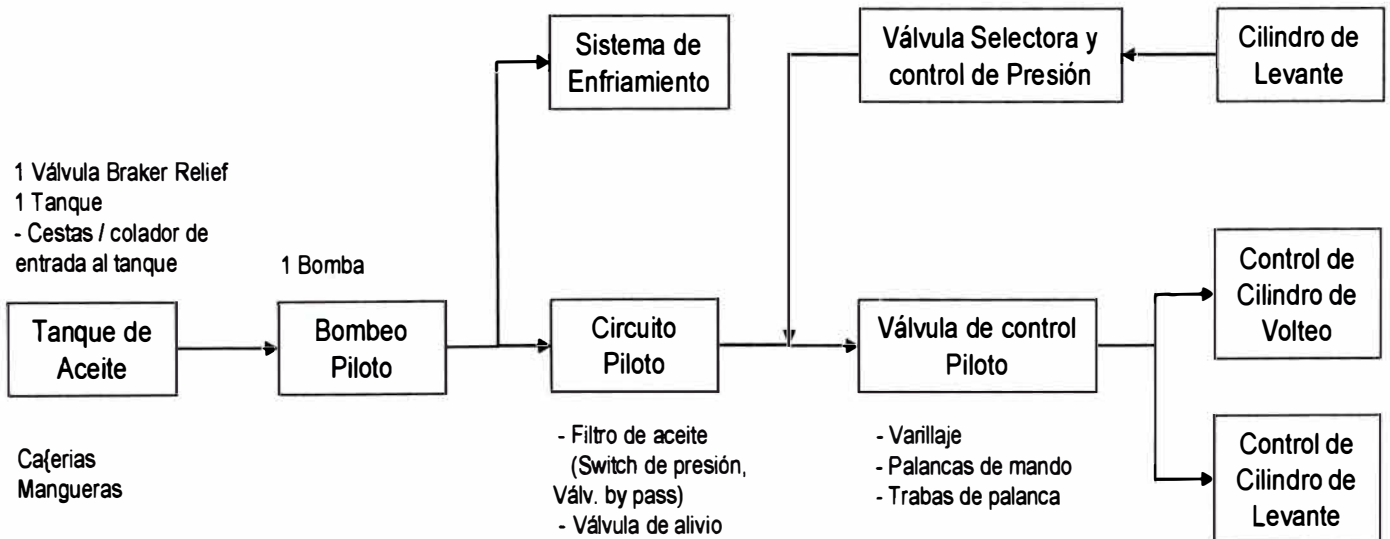 Sistema de
Enfriamiento
Válvula Selectora y
control de Presión
Cilindro de
Levante
1 Válvula Braker Relief
1 Tanque
- Cestas / colador de
entrada al tanque
1 Bomba
Tanque de
Aceite
Bombeo
Piloto
Circuito
Piloto
Válvula de control
Piloto
Control de
Cilindro de
Volteo
Control de
Cilindro de
Levante
Ca{erias
Mangueras
- Filtro de aceite
(Switch de presión,
Válv. by pass)
- Válvula de alivio
- Varillaje
- Palancas de mando
- Trabas de palanca